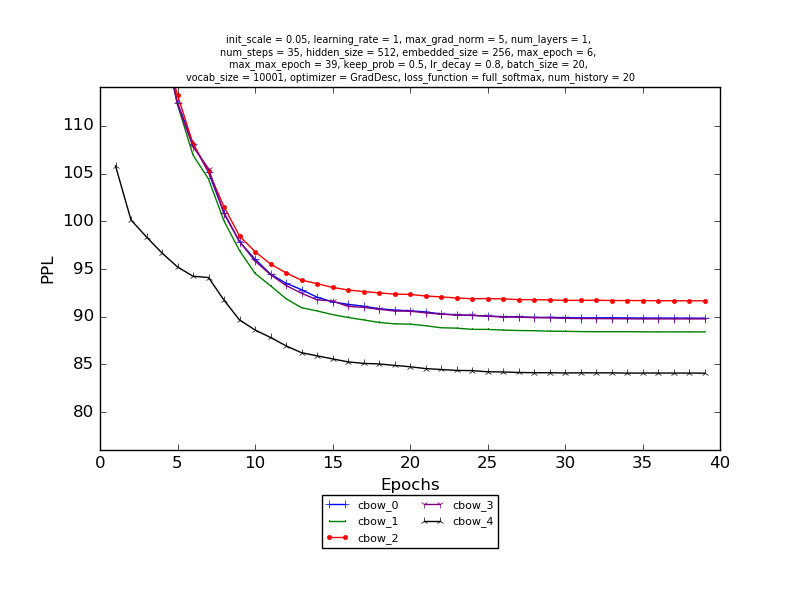 init_scale = 0.05, learning_rate = 1, max_grad_norm = 5, num_layers = 1,
num_steps = 35, hidden_size = 512, embedded_size = 256, max_epoch = 6,
max_max_epoch = 39, keep_prob = 0.5, lr_decay = 0.8, batch_size = 20,
vocab_size = 10001, optimizer = GradDesc, loss_function = full_softmax, num_history = 20
110
105
100
95
90
85
80
PPL
0 5 10 15 20 25 30 35 40
Epochs
cbow_0 cbow_3
cbow_1 cbow_4
cbow_2